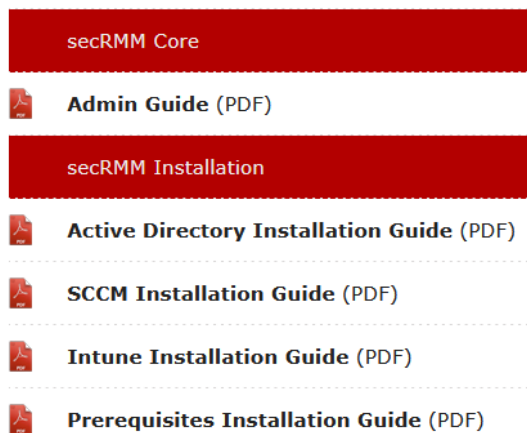 secRMM Core
Admin Guide (PDF)
secRMM Installation
Active Directory Installation Guide (PDF)
SCCM Installation Guide (PDF)
Intune Installation Guide (PDF)
Prerequisites Installation Guide (PDF)